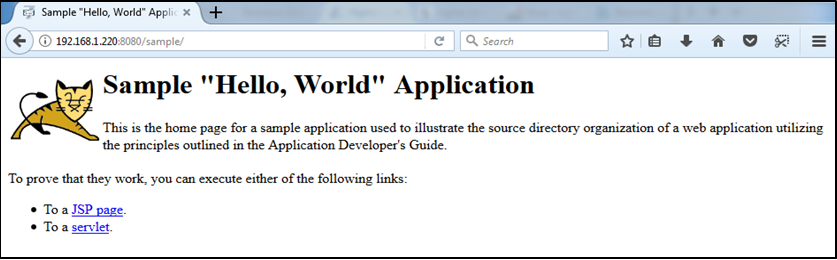 Sample "Hello, World" Applic
192.168.1.220:8080/sample/
Search
Sample "Hello, World" Application
This is the home page for a sample application used to illustrate the source directory organization of a web application utilizing
the principles outlined in the Application Developer's Guide.
To prove that they work, you can execute either of the following links:
• To a JSP page.
• To a servlet.